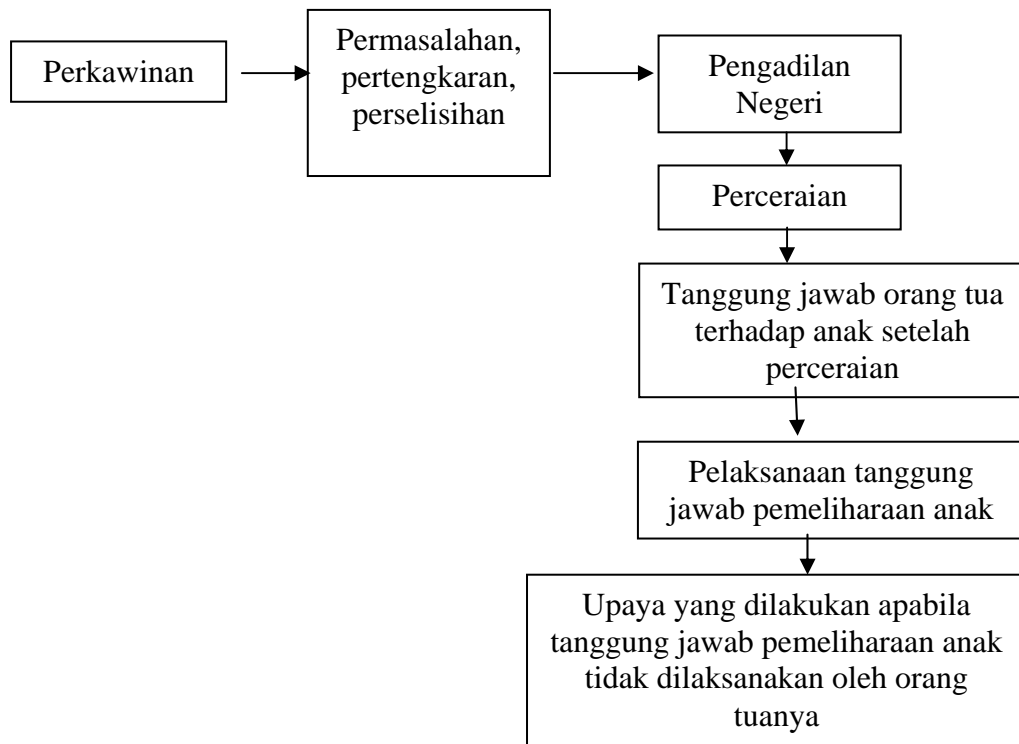 Perkawinan
Permasalahan,
pertengkaran,
perselisihan
Pengadilan
Negeri
Perceraian
Tanggung jawab orang tua
terhadap anak setelah
perceraian
Pelaksanaan tanggung
jawab pemeliharaan anak
Upaya yang dilakukan apabila
tanggung jawab pemeliharaan anak
tidak dilaksanakan oleh orang
tuanya